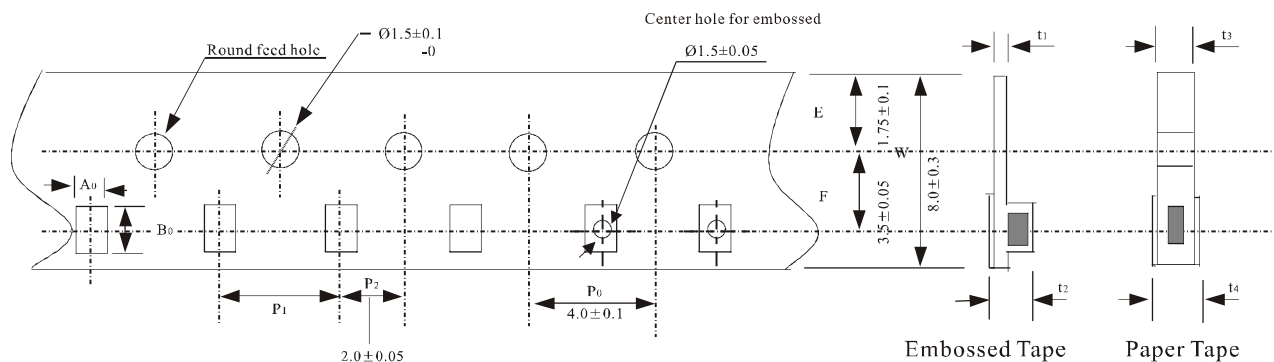 Center hole for embossed
Ø1.5±0.1
-0
Ø1.5±0.05
Round feed hole
t1
t3
E
1.75±0.1
W
8.0±0.3
F
3.5±0.05
A0
B0
P1
P2
2.0±0.05
P0
4.0±0.1
t2
t4
Embossed Tape
Paper Tape